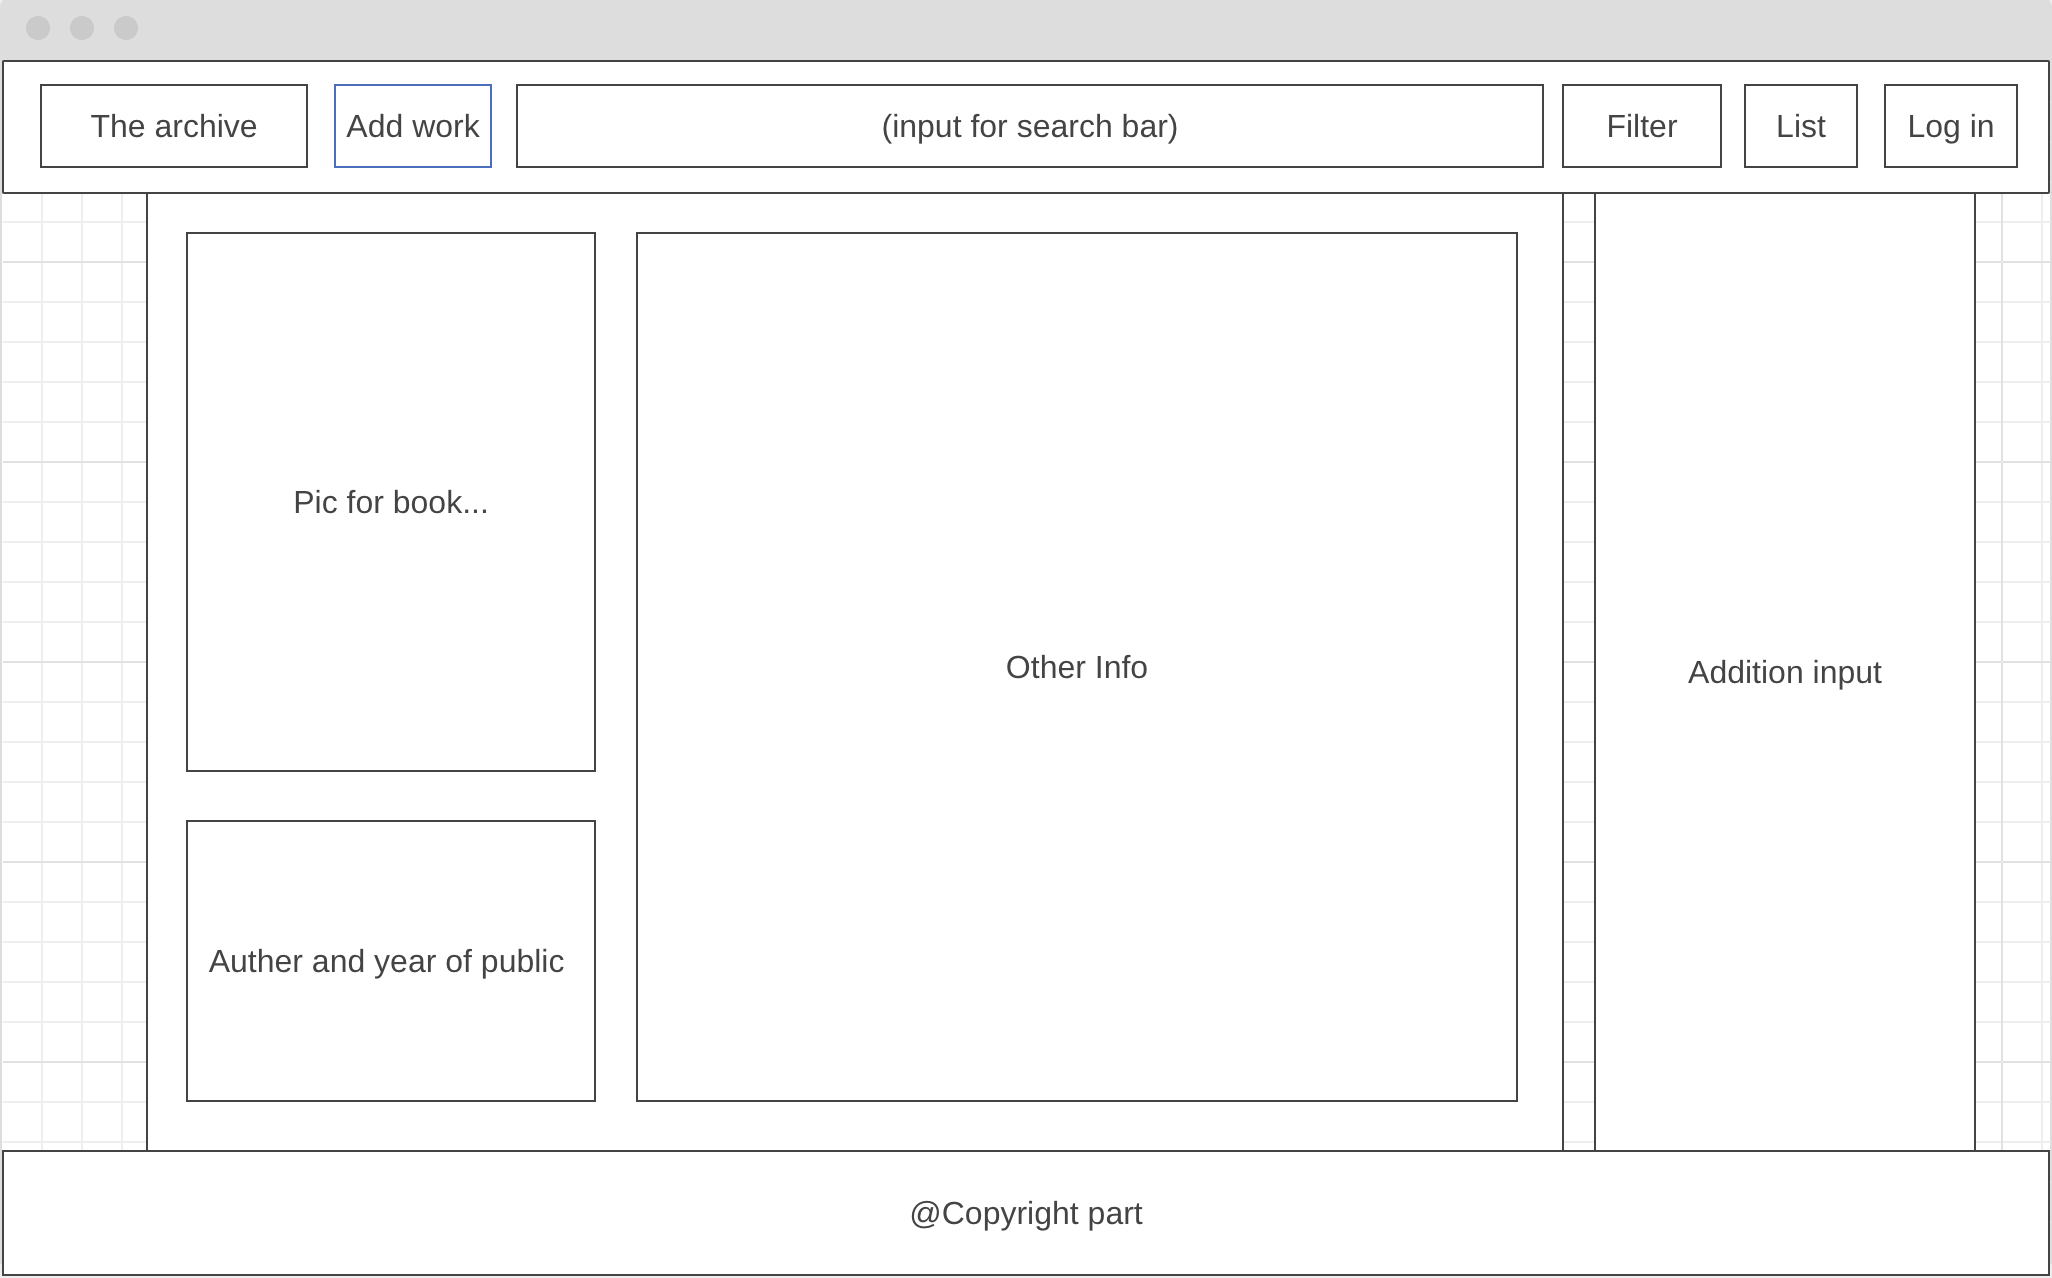 The archive
Add work
(input for search bar)
Filter
List
Log in
Pic for book...
Other Info
Addition input
Auther and year of public
@Copyright part